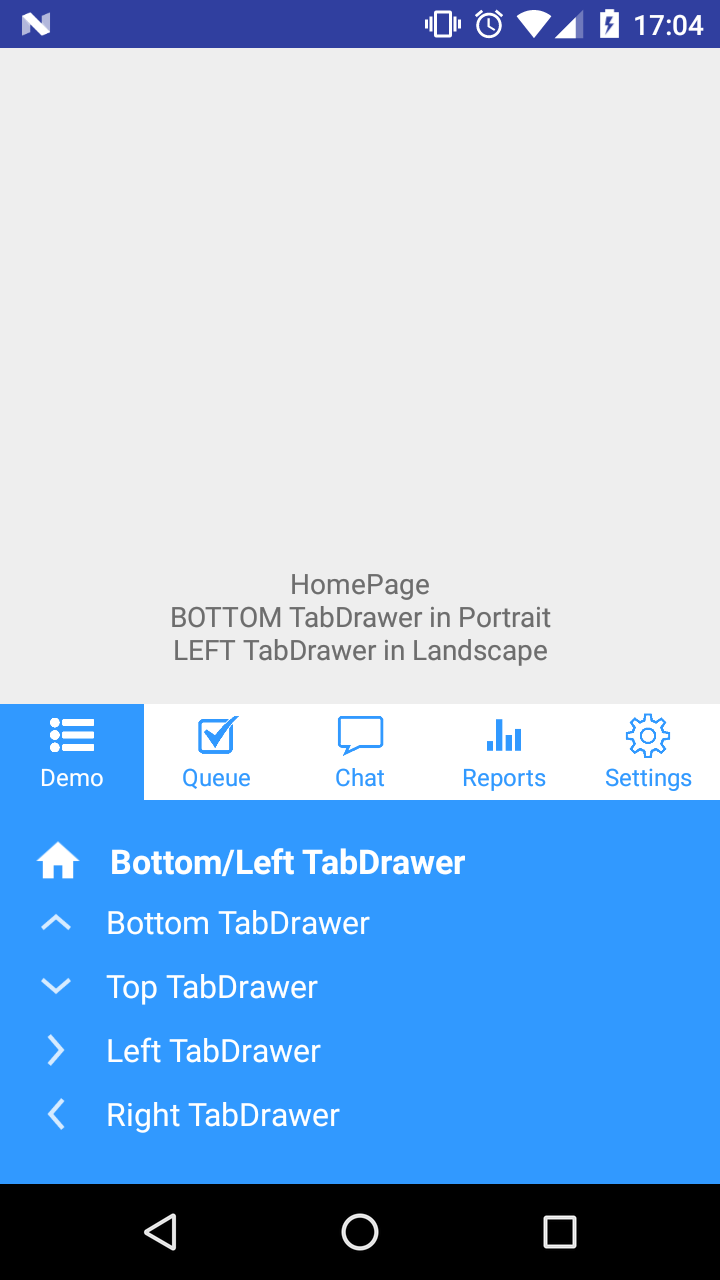 17:04
HomePage
BOTTOM TabDrawer in Portrait
LEFT TabDrawer in Landscape
Demo Queue Chat Reports Settings
Bottom/Left TabDrawer
Bottom TabDrawer
Top TabDrawer
Left TabDrawer
Right TabDrawer